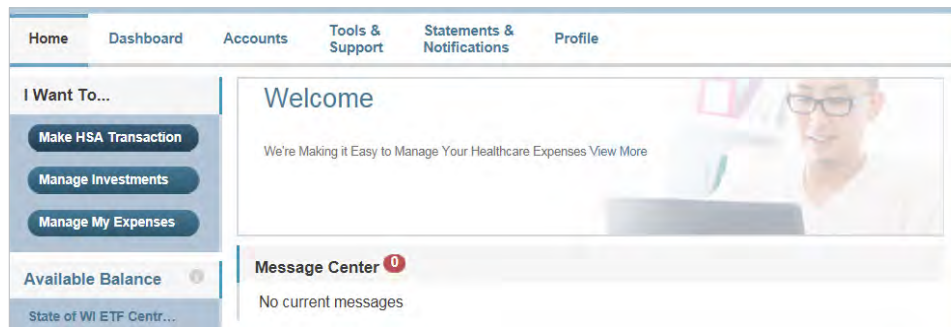 Home
Dashboard
Accounts
Tools &
Support
Statements &
Notifications
Profile
I Want To...
Make HSA Transaction
Manage Investments
Manage My Expenses
Available Balance
State of WI ETF Centr...
Welcome
We're Making it Easy to Manage Your Healthcare Expenses View More
Message Center 0
No current messages